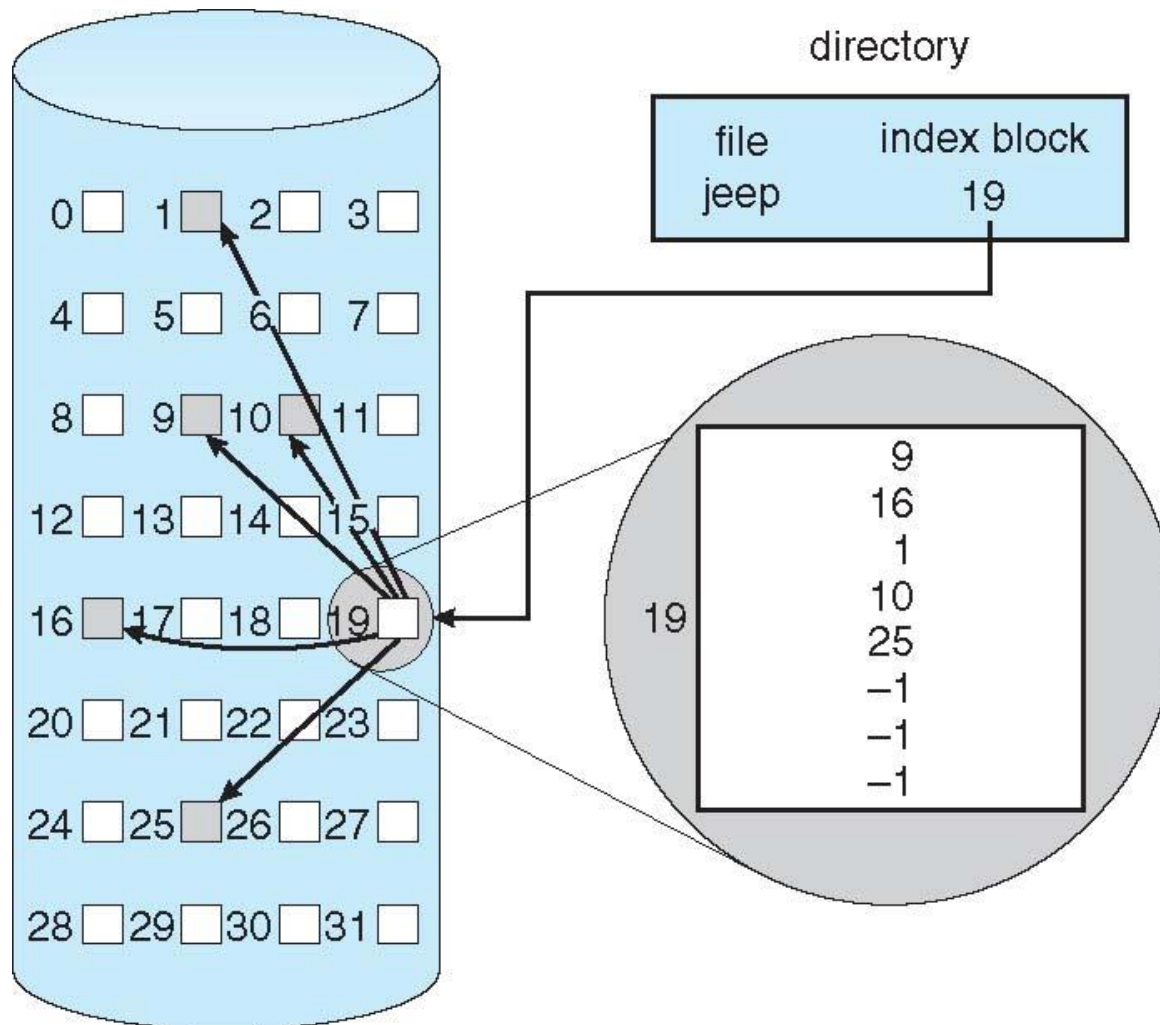 directory
file index block
jeep 19
0 1 2 3
4 5 6 7
8 9 10 11
12 13 14 15
16 17 18 19
20 21 22 23
24 25 26 27
28 29 30 31
19
9
16
1
10
25
–1
–1
–1